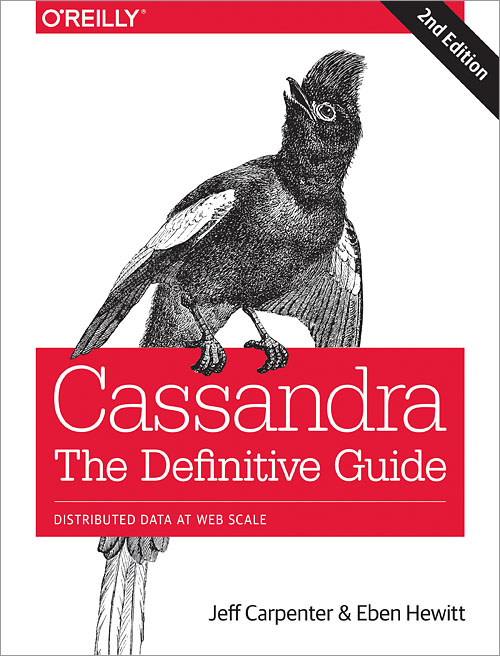 O'REILLY®
2nd Edition
Cassandra
The Definitive Guide
DISTRIBUTED DATA AT WEB SCALE
Jeff Carpenter & Eben Hewitt